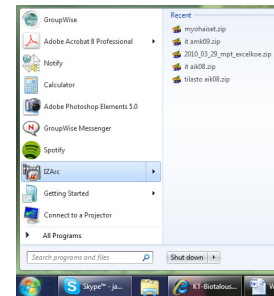 GroupWise
Adobe Acrobat 8 Professional
Notify
Calculator
Adobe Photoshop Elements 5.0
GroupWise Messenger
Spotify
IZArc
Getting Started
Connect to a Projector
All Programs
Search programs and files
Recent
myohaiset.zip
it amk09.zip
2010_03_29_mpt_excelkoe.zip
it aik08.zip
tilasto aik08.zip
Shut down
Skype™ - ja...
KT-Biotalous...
W